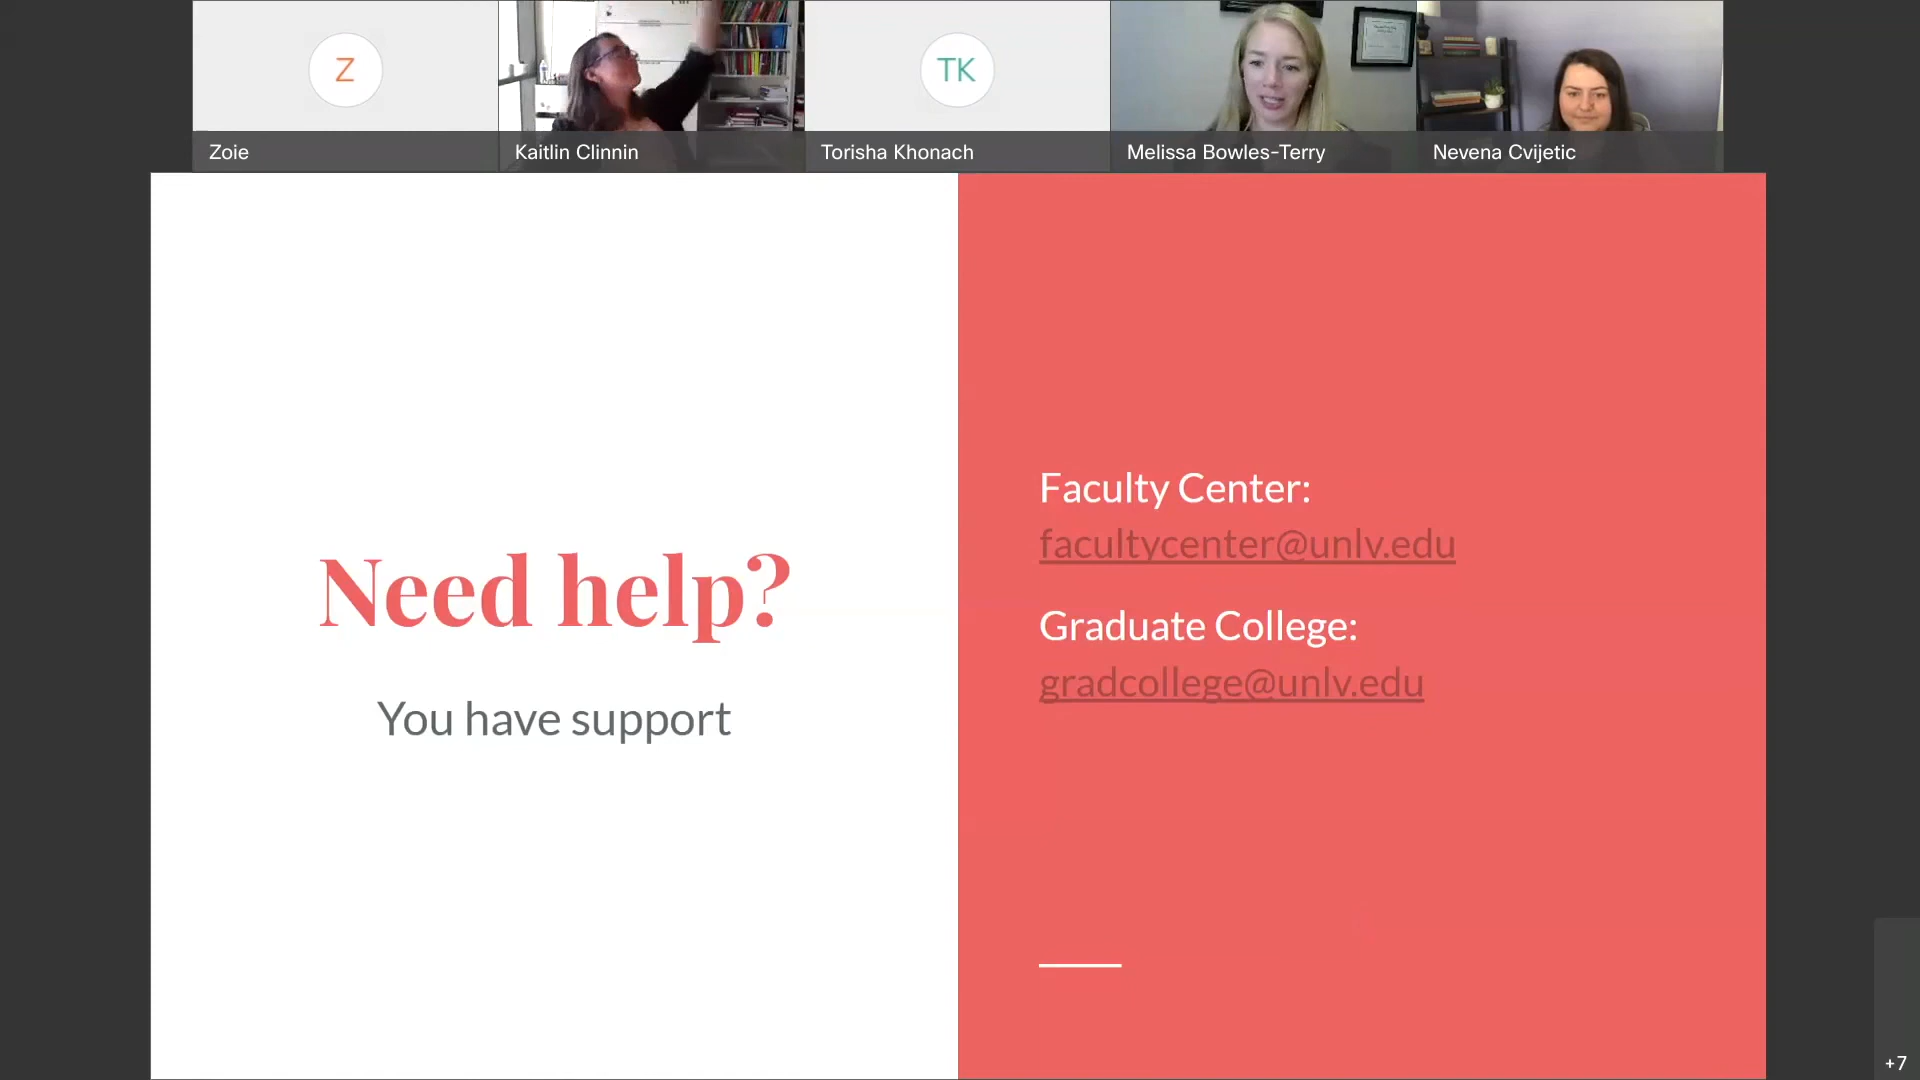 Z
TK
Zoie
Kaitlin Clinnin
Torisha Khonach
Melissa Bowles-Terry
Nevena Cvijetic
Need help?
You have support
Faculty Center:
facultycenter@unlv.edu
Graduate College:
gradcollege@unlv.edu
+7